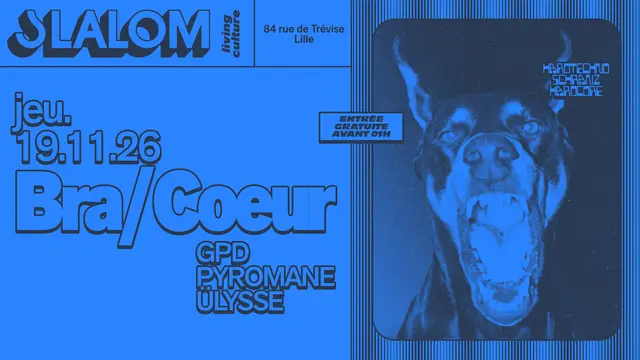 SLALOM
living
culture
84 rue de Trévise
Lille
HARDTECHNO
SCHRANZ
HARDCORE
ENTRÉE
GRATUITE
AVANT 01H
jeu.
19.11.26
Bra/Coeur
GPD
PYROMANE
ÜLYSSE